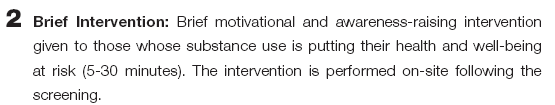 2 Brief Intervention: Brief motivational and awareness-raising intervention
given to those whose substance use is putting their health and well-being
at risk (5-30 minutes). The intervention is performed on-site following the
screening.